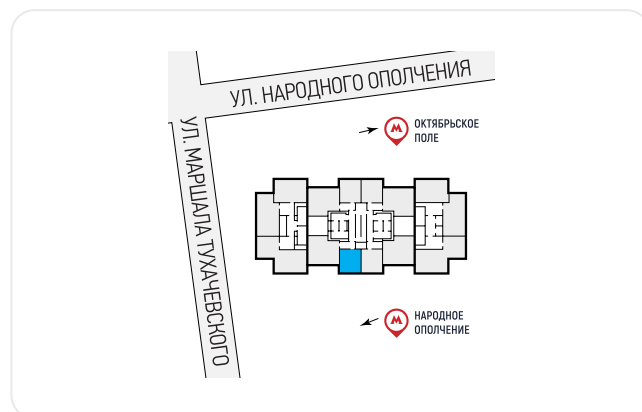 УЛ. НАРОДНОГО ОПОЛЧЕНИЯ
ОКТЯБРЬСКОЕ
ПОЛЕ
УЛ. МАРШАЛА ТУХАЧЕВСКОГО
НАРОДНОЕ
ОПОЛЧЕНИЕ